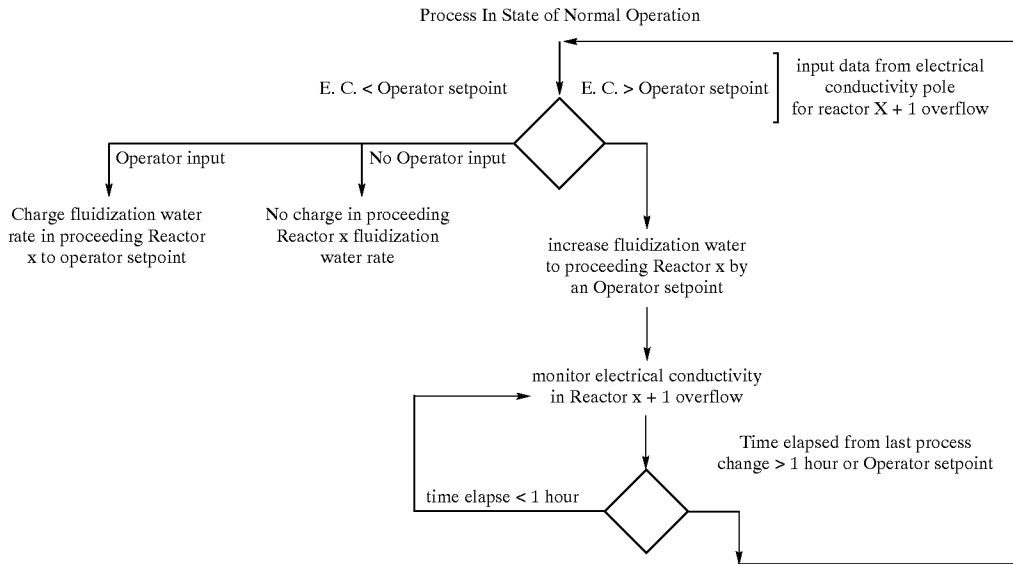 Process In State of Normal Operation
E. C. < Operator setpoint
E. C. > Operator setpoint
input data from electrical
conductivity pole
for reactor X + 1 overflow
Operator input
No Operator input
Charge fluidization water
rate in proceeding Reactor
x to operator setpoint
No charge in proceeding
Reactor x fluidization
water rate
increase fluidization water
to proceeding Reactor x by
an Operator setpoint
monitor electrical conductivity
in Reactor x + 1 overflow
Time elapsed from last process
change > 1 hour or Operator setpoint
time elapse < 1 hour